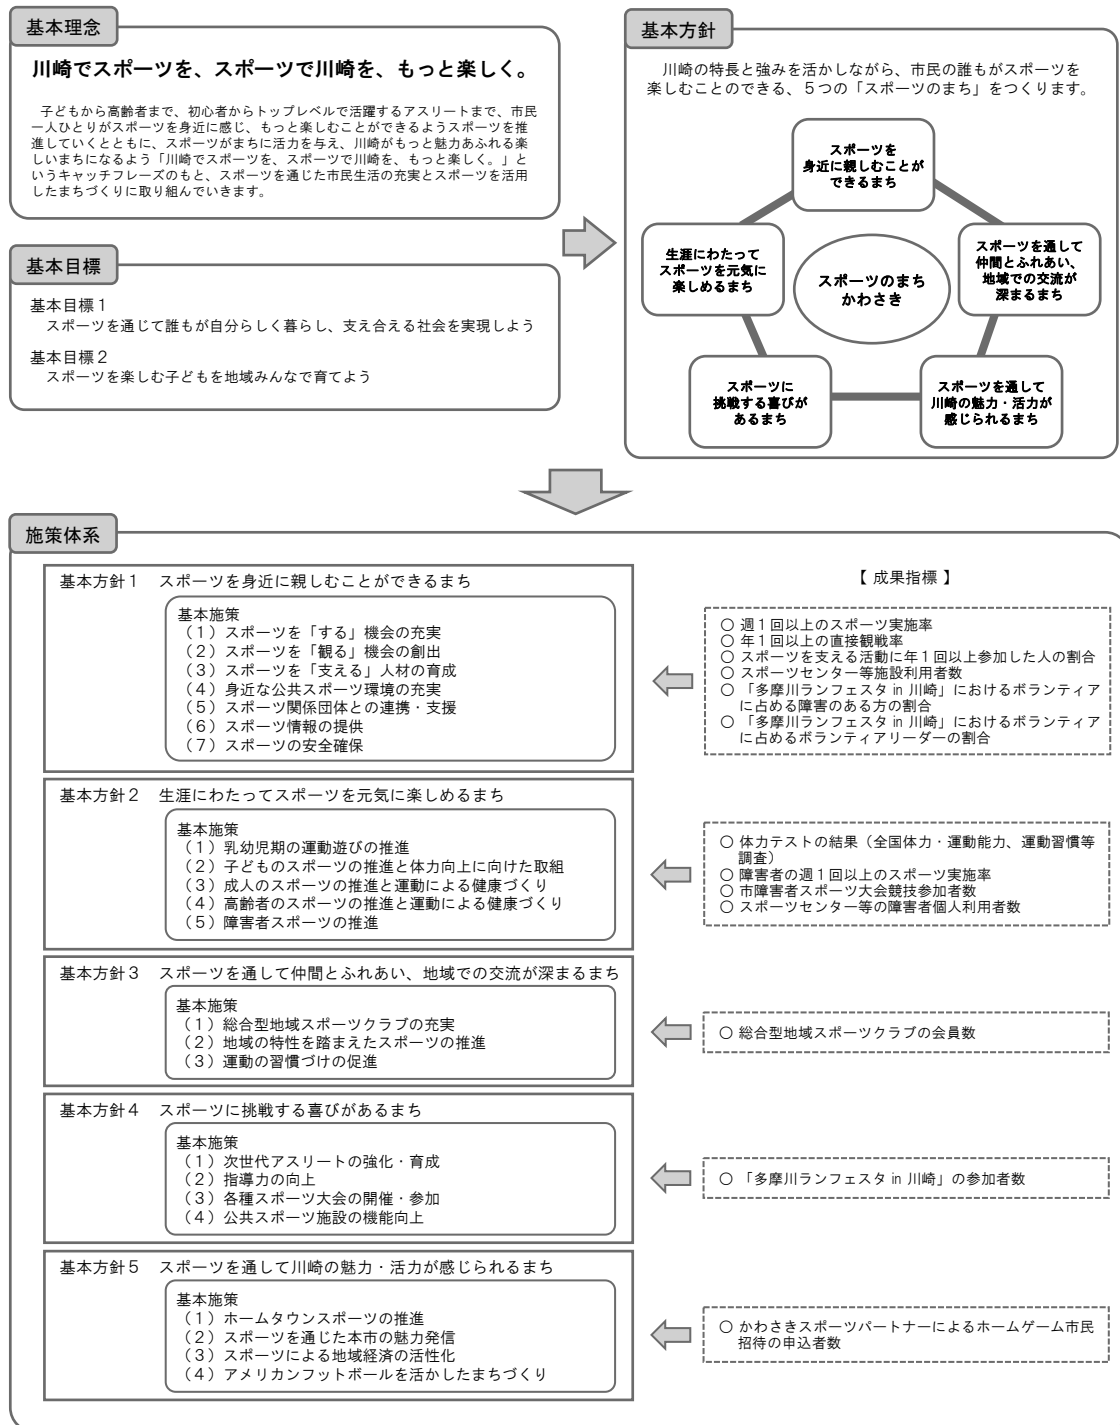 基本理念
川崎でスポーツを、スポーツで川崎を、もっと楽しく。
子どもから高齢者まで、初心者からトップレベルで活躍するアスリートまで、市民
一人ひとりがスポーツを身近に感じ、もっと楽しむことができるようスポーツを推
進していくとともに、スポーツがまちに活力を与え、川崎がもっと魅力あふれる楽
しいまちになるよう「川崎でスポーツを、スポーツで川崎を、もっと楽しく。」と
いうキャッチフレーズのもと、スポーツを通じた市民生活の充実とスポーツを活用
したまちづくりに取り組んでいきます。
基本目標
基本目標1
スポーツを通じて誰もが自分らしく暮らし、支え合える社会を実現しよう
基本目標2
スポーツを楽しむ子どもを地域みんなで育てよう
基本方針
川崎の特長と強みを活かしながら、市民の誰もがスポーツを
楽しむことのできる、5つの「スポーツのまち」をつくります。
スポーツを
身近に親しむことが
できるまち
生涯にわたって
スポーツを元気に
楽しめるまち
スポーツのまち
かわさき
スポーツを通して
仲間とふれあい、
地域での交流が
深まるまち
スポーツに
挑戦する喜びが
あるまち
スポーツを通して
川崎の魅力・活力が
感じられるまち
施策体系
基本方針1 スポーツを身近に親しむことができるまち
基本施策
(1)スポーツを「する」機会の充実
(2)スポーツを「観る」機会の創出
(3)スポーツを「支える」人材の育成
(4)身近な公共スポーツ環境の充実
(5)スポーツ関係団体との連携・支援
(6)スポーツ情報の提供
(7)スポーツの安全確保
【 成果指標 】
○ 週1回以上のスポーツ実施率
○ 年1回以上の直接観戦率
○ スポーツを支える活動に年1回以上参加した人の割合
○ スポーツセンター等施設利用者数
○ 「多摩川ランフェスタ in 川崎」におけるボランティア
に占める障害のある方の割合
○ 「多摩川ランフェスタ in 川崎」におけるボランティア
に占めるボランティアリーダーの割合
基本方針2 生涯にわたってスポーツを元気に楽しめるまち
基本施策
(1)乳幼児期の運動遊びの推進
(2)子どものスポーツの推進と体力向上に向けた取組
(3)成人のスポーツの推進と運動による健康づくり
(4)高齢者のスポーツの推進と運動による健康づくり
(5)障害者スポーツの推進
○ 体力テストの結果(全国体力・運動能力、運動習慣等
調査)
○ 障害者の週1回以上のスポーツ実施率
○ 市障害者スポーツ大会競技参加者数
○ スポーツセンター等の障害者個人利用者数
基本方針3 スポーツを通して仲間とふれあい、地域での交流が深まるまち
基本施策
(1)総合型地域スポーツクラブの充実
(2)地域の特性を踏まえたスポーツの推進
(3)運動の習慣づけの促進
○ 総合型地域スポーツクラブの会員数
基本方針4 スポーツに挑戦する喜びがあるまち
基本施策
(1)次世代アスリートの強化・育成
(2)指導力の向上
(3)各種スポーツ大会の開催・参加
(4)公共スポーツ施設の機能向上
○ 「多摩川ランフェスタ in 川崎」の参加者数
基本方針5 スポーツを通して川崎の魅力・活力が感じられるまち
基本施策
(1)ホームタウンスポーツの推進
(2)スポーツを通じた本市の魅力発信
(3)スポーツによる地域経済の活性化
(4)アメリカンフットボールを活かしたまちづくり
○ かわさきスポーツパートナーによるホームゲーム市民
招待の申込者数